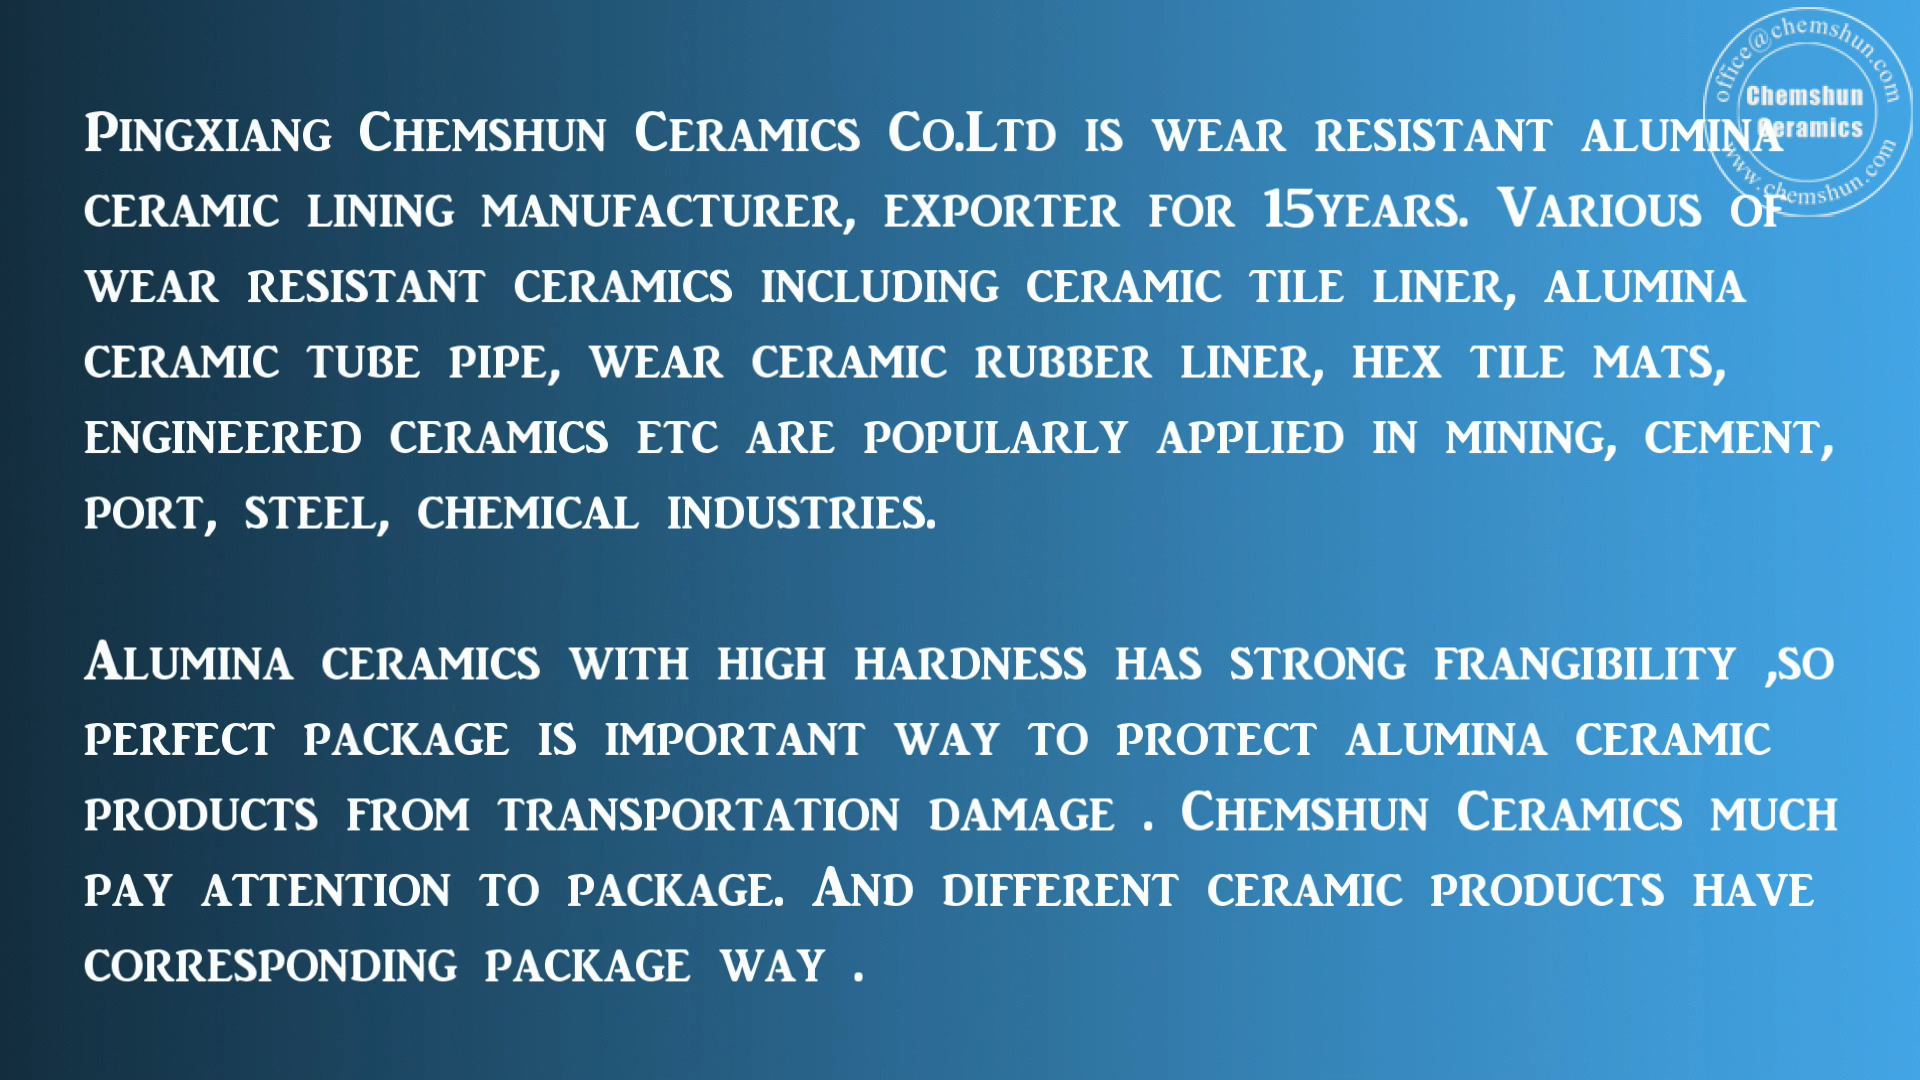 Pingxiang Chemshun Ceramics Co.Ltd is wear resistant alumina
ceramic lining manufacturer, exporter for 15years. Various of
wear resistant ceramics including ceramic tile liner, alumina
ceramic tube pipe, wear ceramic rubber liner, hex tile mats,
engineered ceramics etc are popularly applied in mining, cement,
port, steel, chemical industries.
Alumina ceramics with high hardness has strong frangibility ,so
perfect package is important way to protect alumina ceramic
products from transportation damage . Chemshun Ceramics much
pay attention to package. And different ceramic products have
corresponding package way .
office@chemshun.com
Chemshun
Ceramics
www.chemshun.com